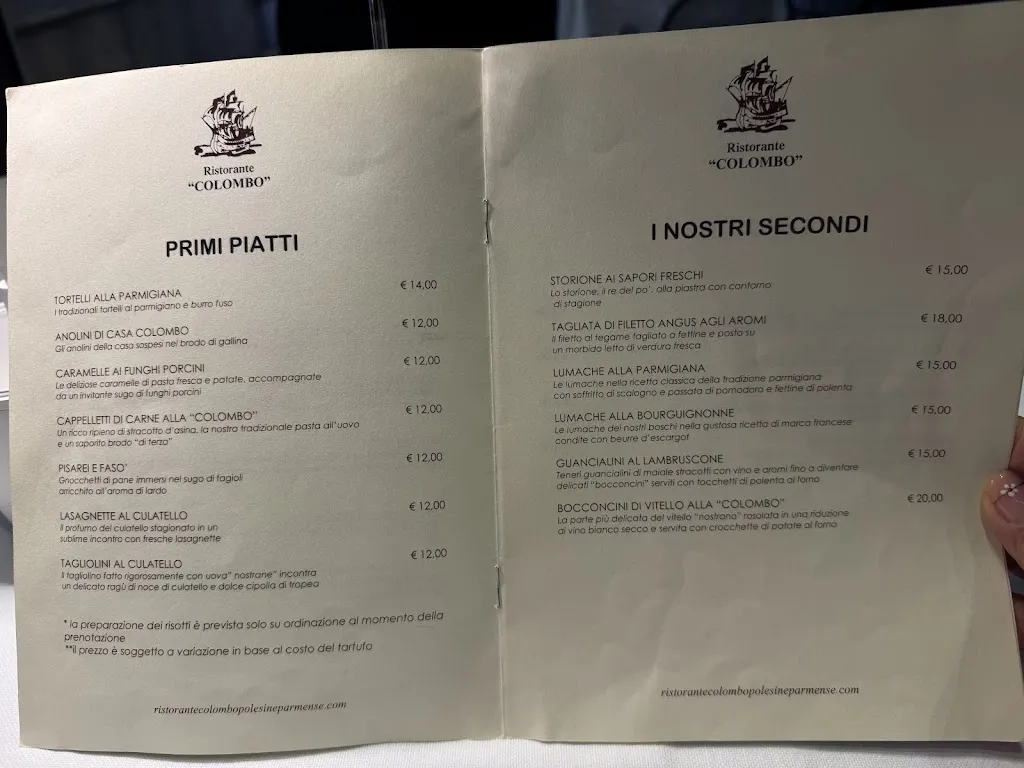 Ristorante
"COLOMBO"
PRIMI PIATTI
TORTELLI ALLA PARMIGIANA € 14,00
I tradizionali tortelli al parmigiano e burro fuso
ANOLINI DI CASA COLOMBO € 12,00
Gli anolini della casa sospesi nel brodo di gallina
CARAMELLE AI FUNGHI PORCINI € 12,00
Le deliziose caramelle di pasta fresca e patate, accompagnate
da un invitante sugo di funghi porcini
CAPPELLETTI DI CARNE ALLA "COLOMBO" € 12,00
Un ricco ripieno di stracotto d'asina, la nostra tradizionale pasta all'uovo
e un saporito brodo "di terza"
PISAREI E FASO' € 12,00
Gnocchetti di pane immersi nel sugo di fagioli
arricchito all'aroma di lardo
LASAGNETTE AL CULATELLO € 12,00
Il profumo del culatello stagionato in un
sublime incontro con fresche lasagnette
TAGLIOLINI AL CULATELLO € 12,00
Il tagliolino fatto rigorosamente con uova" nostrane" incontra
un delicato ragù di noce di culatello e dolce cipolla di tropea
* la preparazione dei risotti è prevista solo su ordinazione al momento della
prenotazione
**il prezzo è soggetto a variazione in base al costo del tartufo
ristorantecolombopolesineparmense.com
Ristorante
"COLOMBO"
I NOSTRI SECONDI
STORIONE AI SAPORI FRESCHI € 15,00
Lo storione, il re del po', alla piastra con contorno
di stagione
TAGLIATA DI FILETTO ANGUS AGLI AROMI € 18,00
Il filetto al tegame tagliato a fettine e posto su
un morbido letto di verdura fresca
LUMACHE ALLA PARMIGIANA € 15,00
Le lumache nella ricetta classica della tradizione parmigiana
con soffritto di scalogno e passata di pomodoro e fettine di polenta
LUMACHE ALLA BOURGUIGNONNE € 15,00
Le lumache dei nostri boschi nella gustosa ricetta di marca francese
condite con beurre d'escargot
GUANCIALINI AL LAMBRUSCONE € 15,00
Teneri guancialini di maiale stracotti con vino e aromi fino a diventare
delicati "bocconcini" serviti con tocchetti di polenta al forno
BOCCONCINI DI VITELLO ALLA "COLOMBO" € 20,00
La parte più delicata del vitello "nostrano" rosolata in una riduzione
di vino bianco secco e servita con crocchette di patate al forno
ristorantecolombopolesineparmense.com